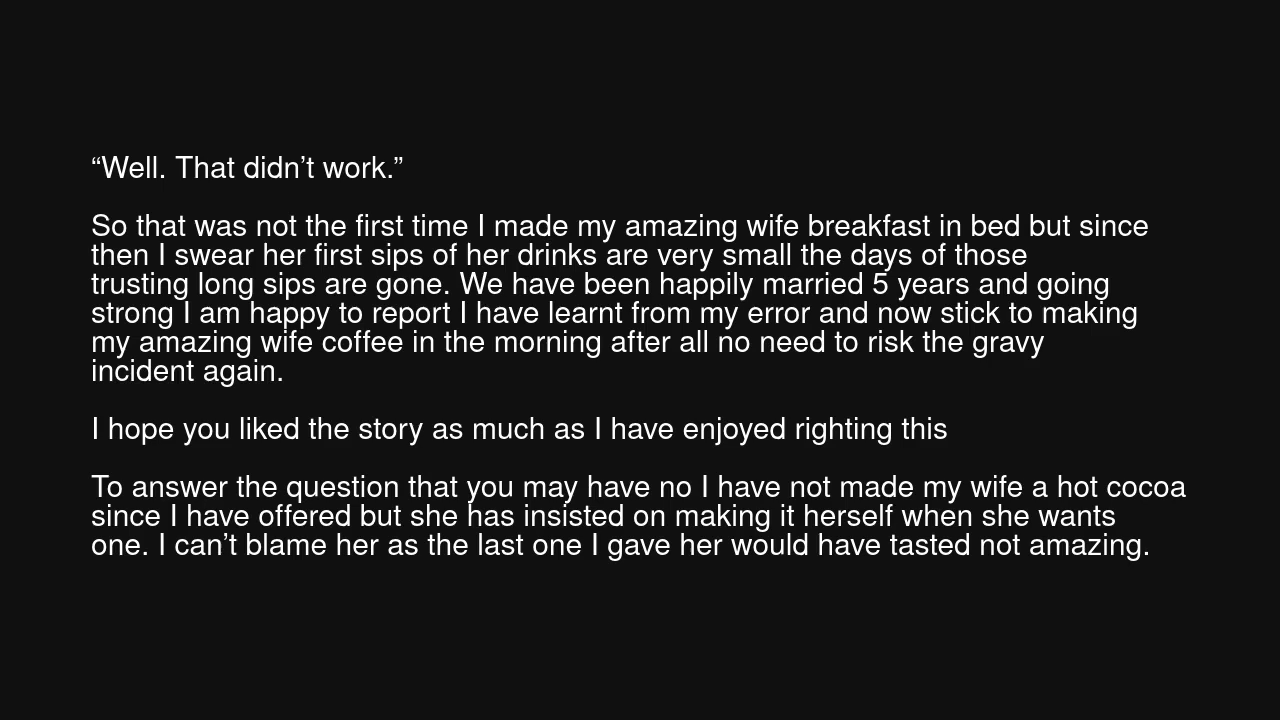 “Well. That didn’t work.”
So that was not the first time I made my amazing wife breakfast in bed but since
then I swear her first sips of her drinks are very small the days of those
trusting long sips are gone. We have been happily married 5 years and going
strong I am happy to report I have learnt from my error and now stick to making
my amazing wife coffee in the morning after all no need to risk the gravy
incident again.
I hope you liked the story as much as I have enjoyed righting this
To answer the question that you may have no I have not made my wife a hot cocoa
since I have offered but she has insisted on making it herself when she wants
one. I can’t blame her as the last one I gave her would have tasted not amazing.